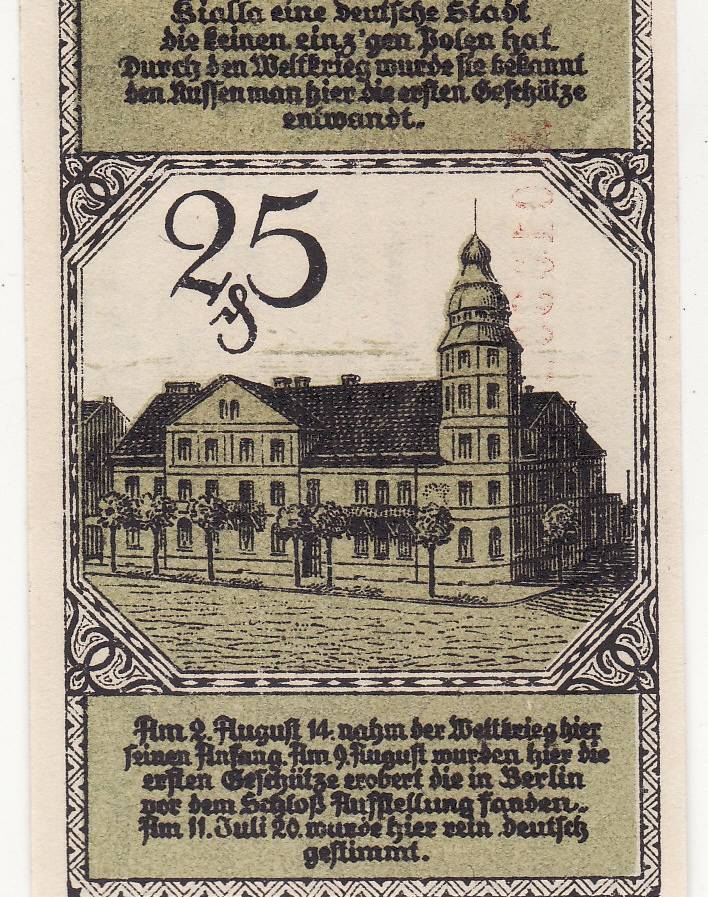 Bialla eine deutsche Stadt
die keinen einz'gen Polen hat.
Durch den Weltkrieg wurde sie bekannt
den Russen man hier die ersten Geschütze
entwandt.
25
₰
Am 2. August 14. nahm der Weltkrieg hier
seinen Anfang. Am 9. August wurden hier die
ersten Geschütze erobert die in Berlin
vor dem Schloß Aufstellung fanden.
Am 11. Juli 20. wurde hier rein deutsch
gestimmt.